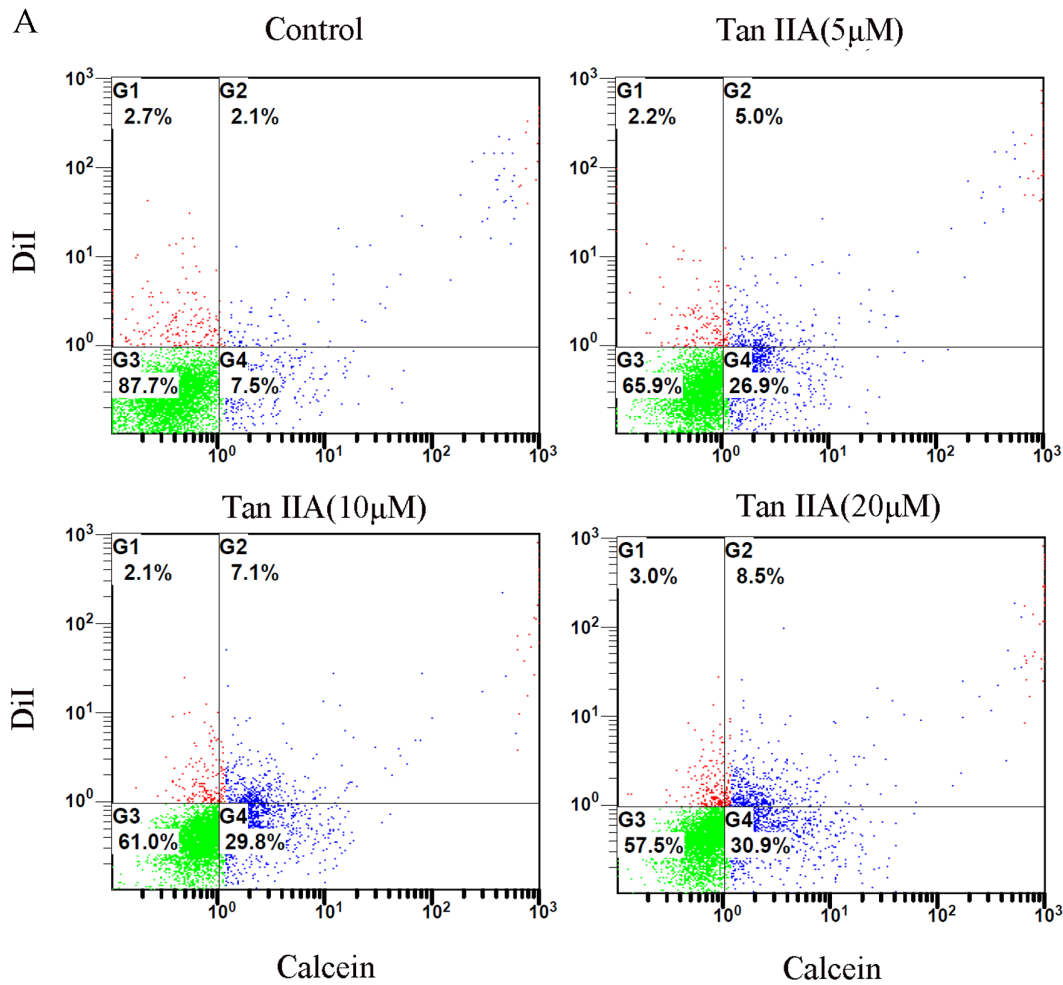 A
Control
Tan IIA(5μM)
10³
10²
10¹
10⁰
DiI
G1
2.7%
G2
2.1%
G3
87.7%
G4
7.5%
10⁰ 10¹ 10² 10³
10³
10²
10¹
10⁰
G1
2.2%
G2
5.0%
G3
65.9%
G4
26.9%
10⁰ 10¹ 10² 10³
Tan IIA(10μM)
Tan IIA(20μM)
10³
10²
10¹
10⁰
DiI
G1
2.1%
G2
7.1%
G3
61.0%
G4
29.8%
10⁰ 10¹ 10² 10³
Calcein
10³
10²
10¹
10⁰
G1
3.0%
G2
8.5%
G3
57.5%
G4
30.9%
10⁰ 10¹ 10² 10³
Calcein